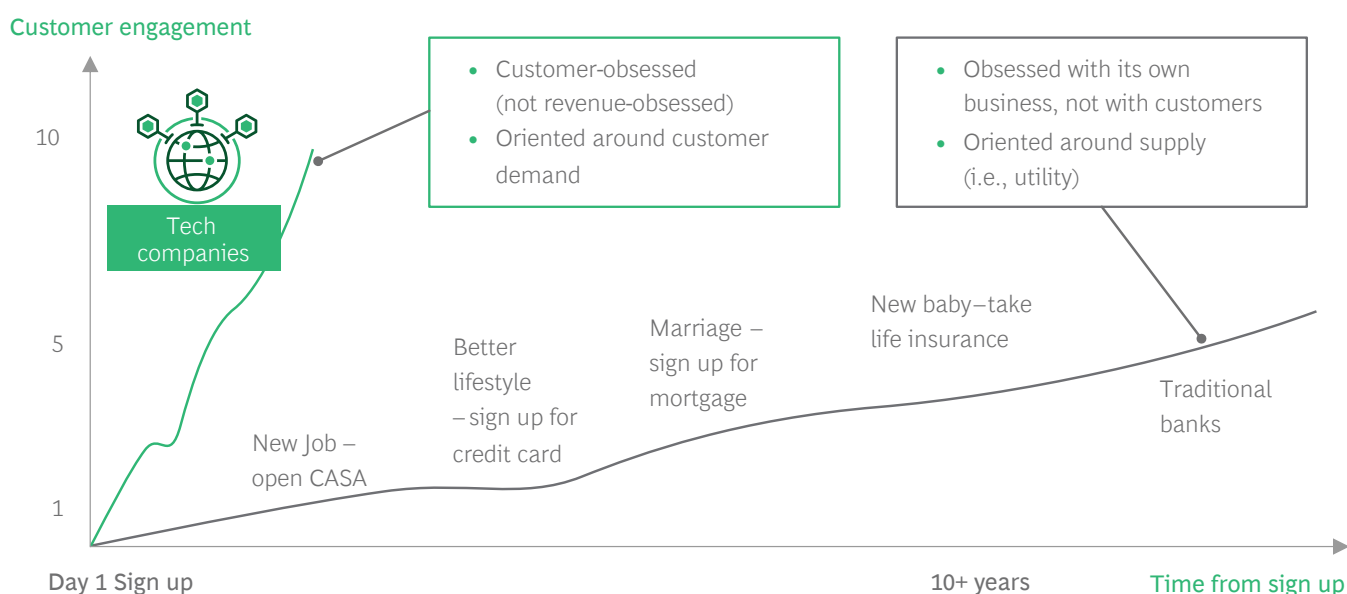 Customer engagement
10
5
1
Tech
companies
• Customer-obsessed
(not revenue-obsessed)
• Oriented around customer
demand
• Obsessed with its own
business, not with customers
• Oriented around supply
(i.e., utility)
New Job –
open CASA
Better
lifestyle
– sign up for
credit card
Marriage –
sign up for
mortgage
New baby–take
life insurance
Traditional
banks
Day 1 Sign up
10+ years
Time from sign up